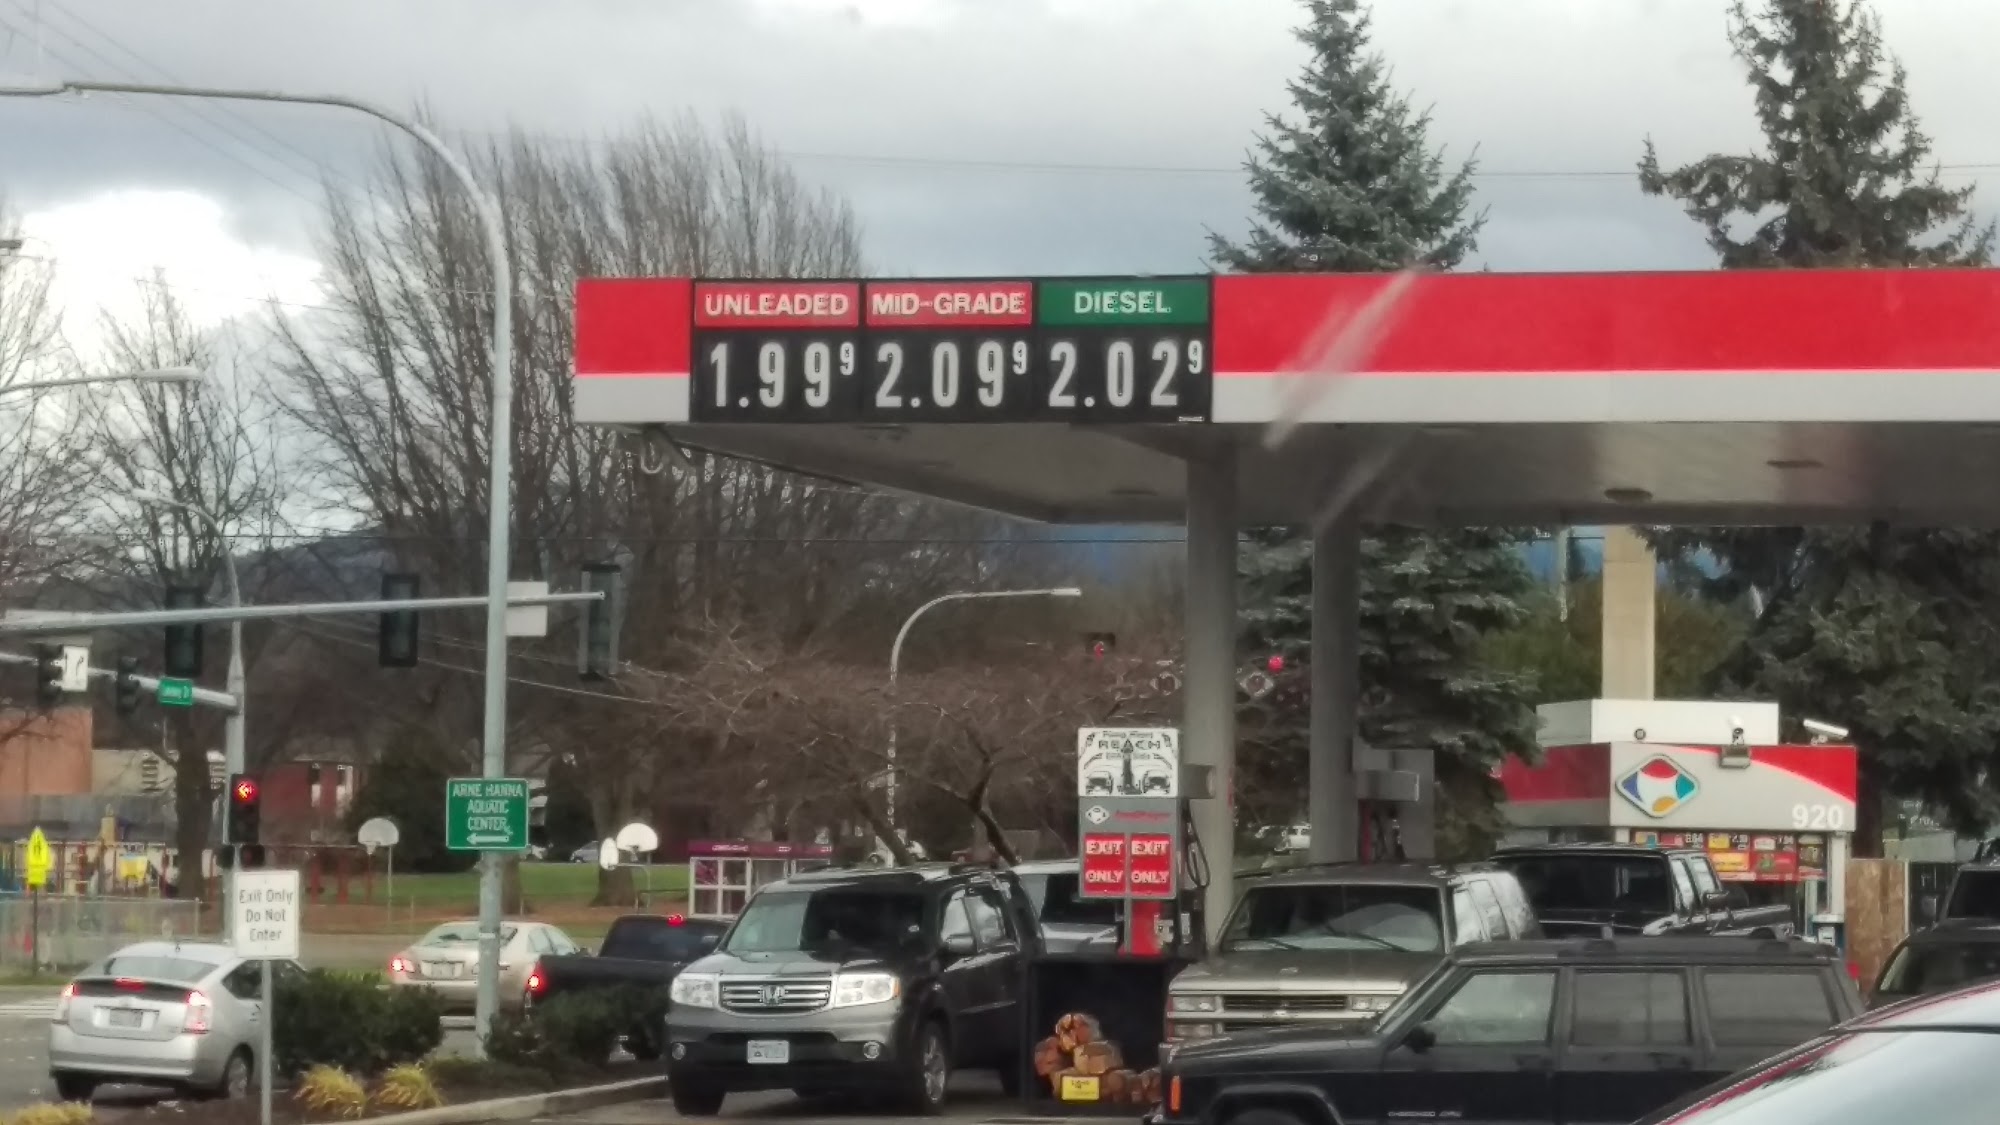 UNLEADED MID-GRADE DIESEL
1.99⁹ 2.09⁹ 2.02⁹
ARNE HANNA
AQUATIC
CENTER
Exit Only
Do Not
Enter
REACH
EXIT EXIT
ONLY ONLY
920